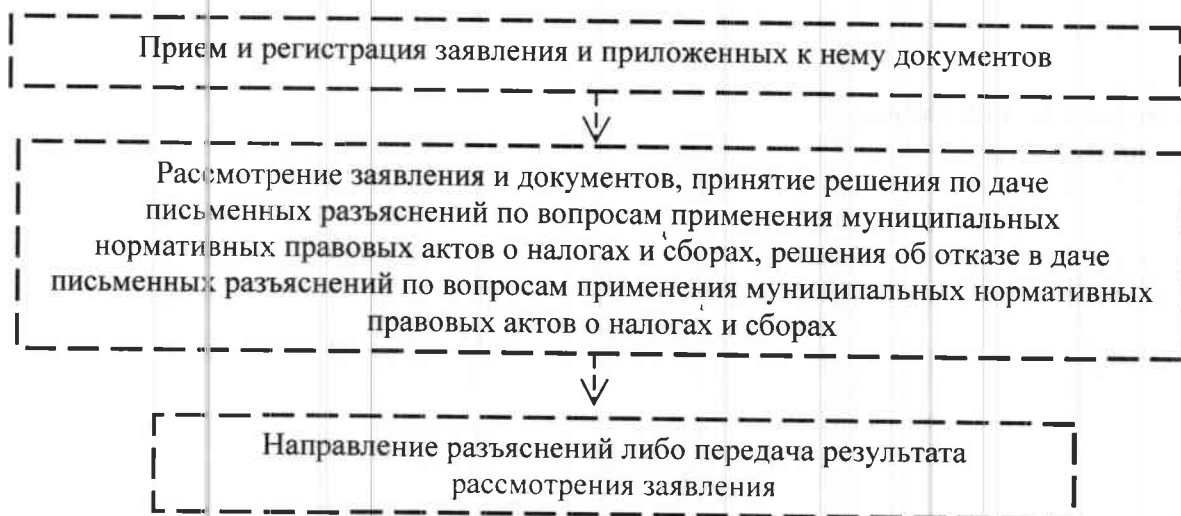 Прием и регистрация заявления и приложенных к нему документов
Рассмотрение заявления и документов, принятие решения по даче
письменных разъяснений по вопросам применения муниципальных
нормативных правовых актов о налогах и сборах, решения об отказе в даче
письменных разъяснений по вопросам применения муниципальных нормативных
правовых актов о налогах и сборах
Направление разъяснений либо передача результата
рассмотрения заявления